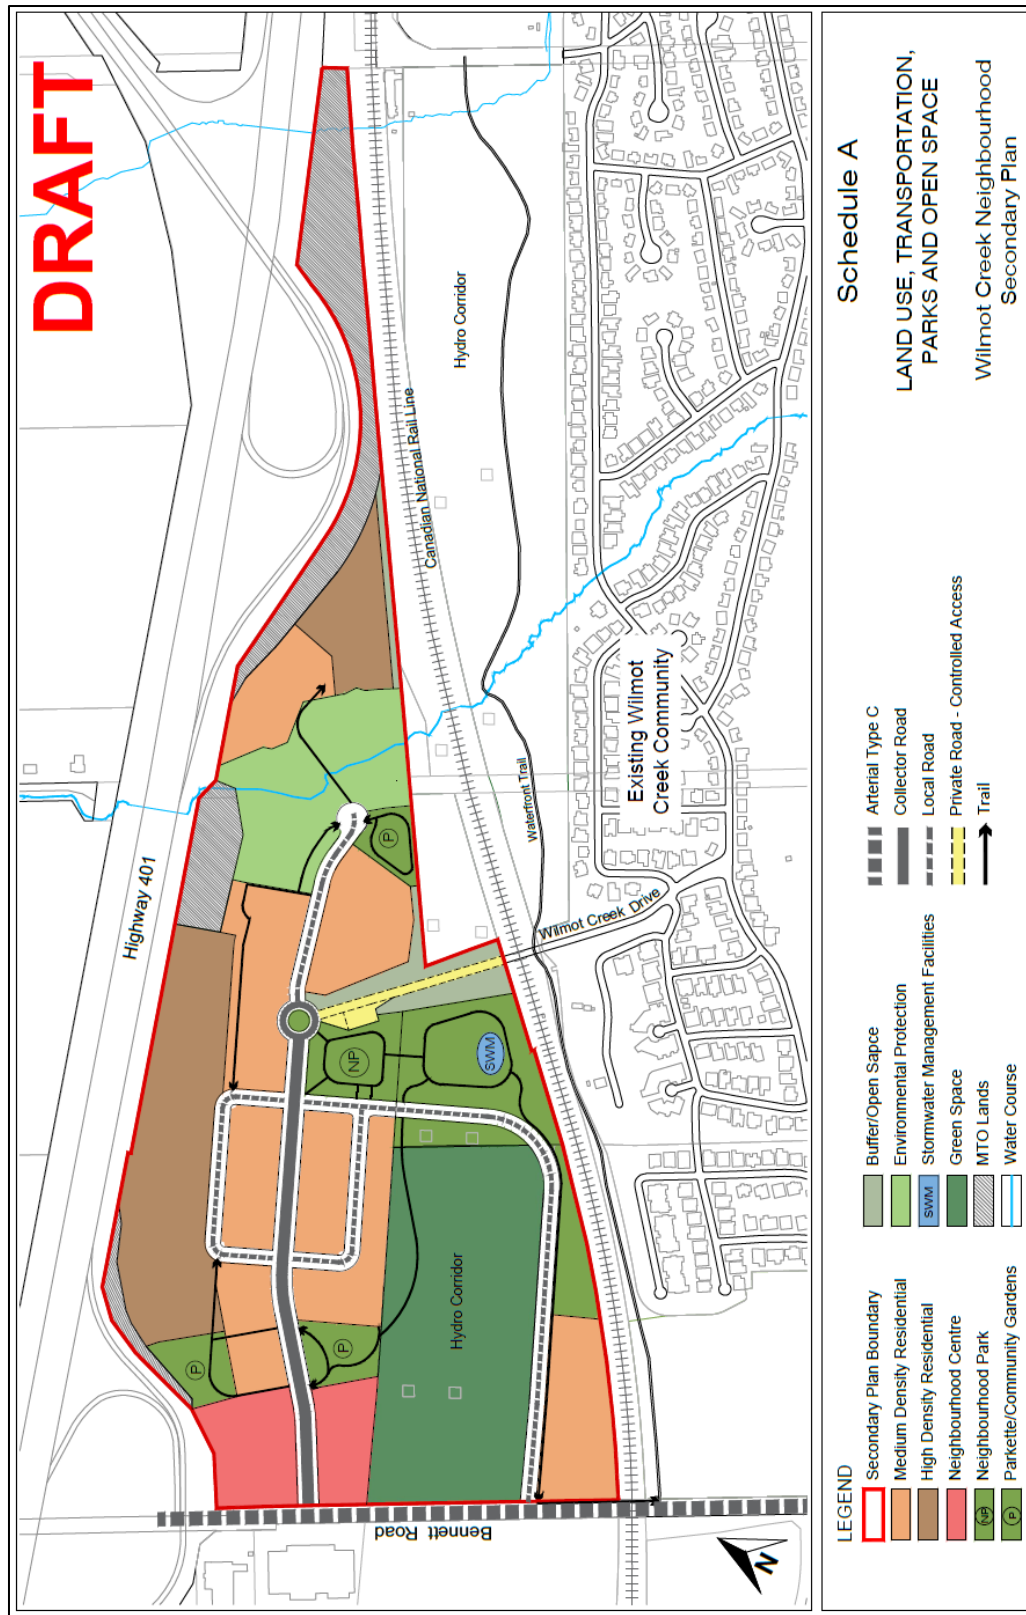 DRAFT
Highway 401
Canadian National Rail Line
Hydro Corridor
Waterfront Trail
Existing Wilmot
Creek Community
Wilmot Creek Drive
P
NP
SWM
P
P
Hydro Corridor
Bennett Road
N
LEGEND
Secondary Plan Boundary
Medium Density Residential
High Density Residential
Neighbourhood Centre
NP Neighbourhood Park
P Parkette/Community Gardens
Buffer/Open Sapce
Environmental Protection
SWM Stormwater Management Facilities
Green Space
MTO Lands
Water Course
Arterial Type C
Collector Road
Local Road
Private Road - Controlled Access
Trail
Schedule A
LAND USE, TRANSPORTATION,
PARKS AND OPEN SPACE
Wilmot Creek Neighbourhood
Secondary Plan